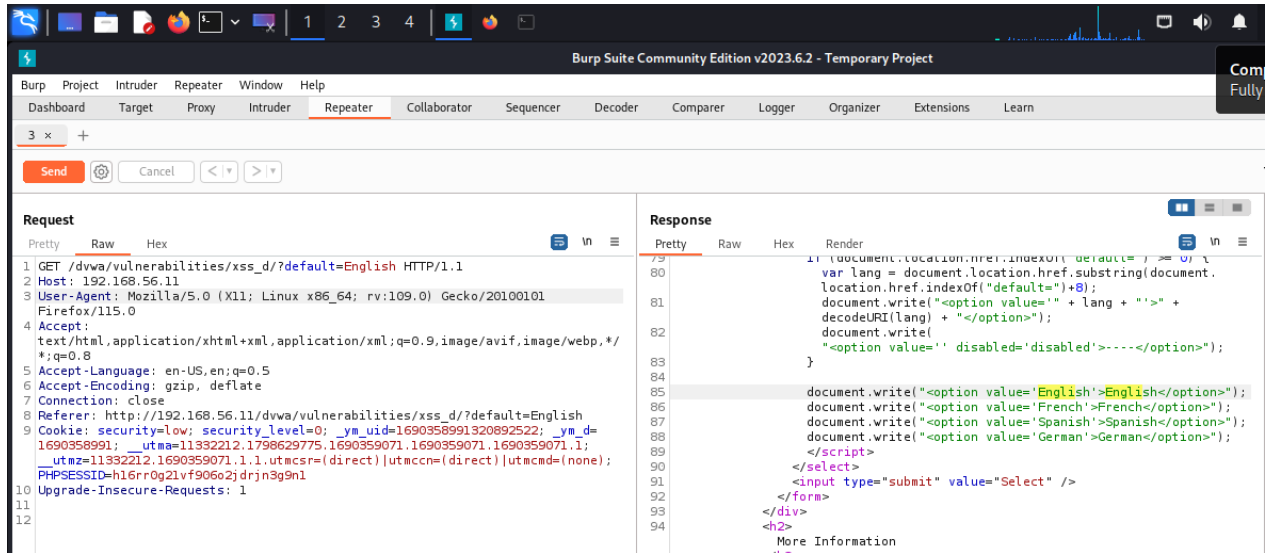 1 2 3 4
Burp Suite Community Edition v2023.6.2 - Temporary Project
Fully
Burp Project Intruder Repeater Window Help
Dashboard Target Proxy Intruder Repeater Collaborator Sequencer Decoder Comparer Logger Organizer Extensions Learn
3 × +
Send Cancel < ▾ > ▾
Request
Pretty Raw Hex \n
1 GET /dvwa/vulnerabilities/xss_d/?default=English HTTP/1.1
2 Host: 192.168.56.11
3 User-Agent: Mozilla/5.0 (X11; Linux x86_64; rv:109.0) Gecko/20100101
Firefox/115.0
4 Accept:
text/html,application/xhtml+xml,application/xml;q=0.9,image/avif,image/webp,*/
*;q=0.8
5 Accept-Language: en-US,en;q=0.5
6 Accept-Encoding: gzip, deflate
7 Connection: close
8 Referer: http://192.168.56.11/dvwa/vulnerabilities/xss_d/?default=English
9 Cookie: security=low; security_level=0; _ym_uid=1690358991320892522; _ym_d=
1690358991; __utma=11332212.1798629775.1690359071.1690359071.1690359071.1;
__utmz=11332212.1690359071.1.1.utmcsr=(direct)|utmccn=(direct)|utmcmd=(none);
PHPSESSID=h16rr0g21vf906o2jdrjn3g9n1
10 Upgrade-Insecure-Requests: 1
11
12
Response
Pretty Raw Hex Render \n
79 if (document.location.href.indexOf("default=") >= 0) {
80 var lang = document.location.href.substring(document.
location.href.indexOf("default=")+8);
81 document.write("<option value='" + lang + "'>" +
decodeURI(lang) + "</option>");
82 document.write(
"<option value='' disabled='disabled'>----</option>");
83 }
84
85 document.write("<option value='English'>English</option>");
86 document.write("<option value='French'>French</option>");
87 document.write("<option value='Spanish'>Spanish</option>");
88 document.write("<option value='German'>German</option>");
89 </script>
90 </select>
91 <input type="submit" value="Select" />
92 </form>
93 </div>
94 <h2>
More Information